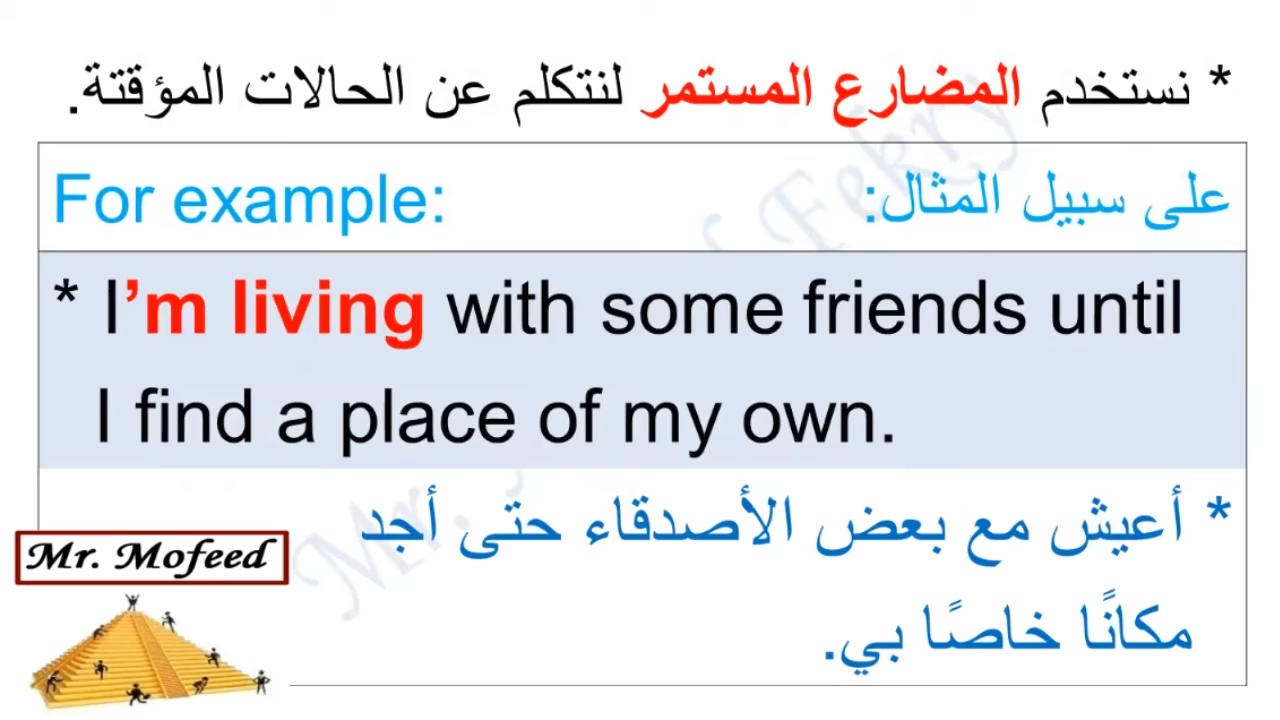 * نستخدم المضارع المستمر لنتكلم عن الحالات المؤقتة.
For example:
على سبيل المثال:
* I’m living with some friends until
I find a place of my own.
* أعيش مع بعض الأصدقاء حتى أجد
مكانًا خاصًا بي.
Mr. Mofeed